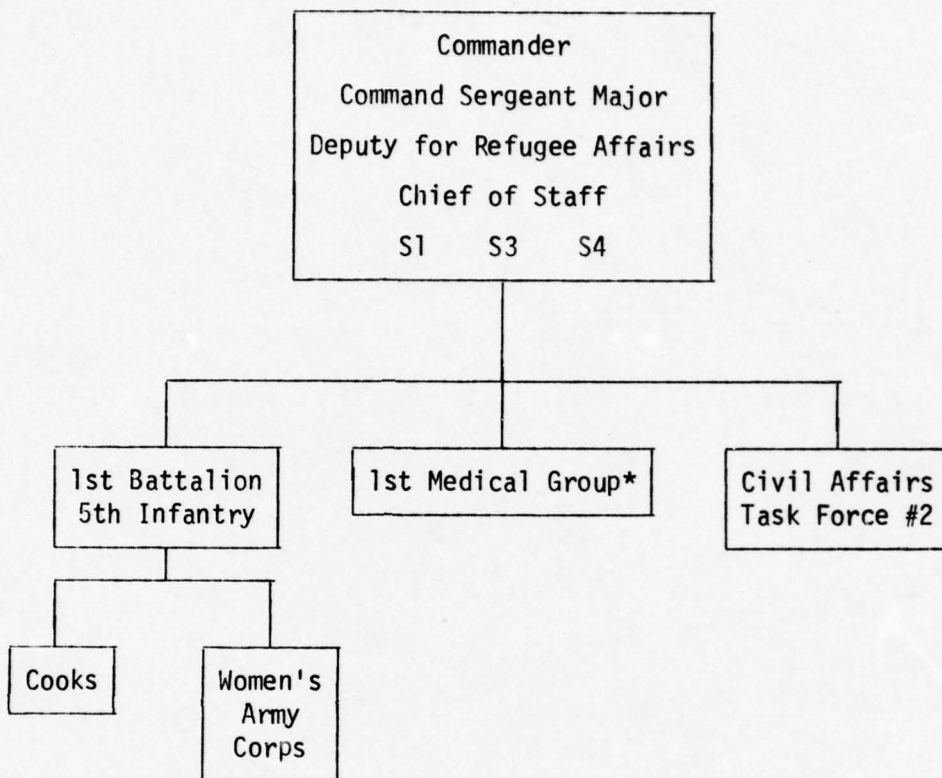 Commander
Command Sergeant Major
Deputy for Refugee Affairs
Chief of Staff
S1 S3 S4
1st Battalion
5th Infantry
1st Medical Group*
Civil Affairs
Task Force #2
Cooks
Women's
Army
Corps